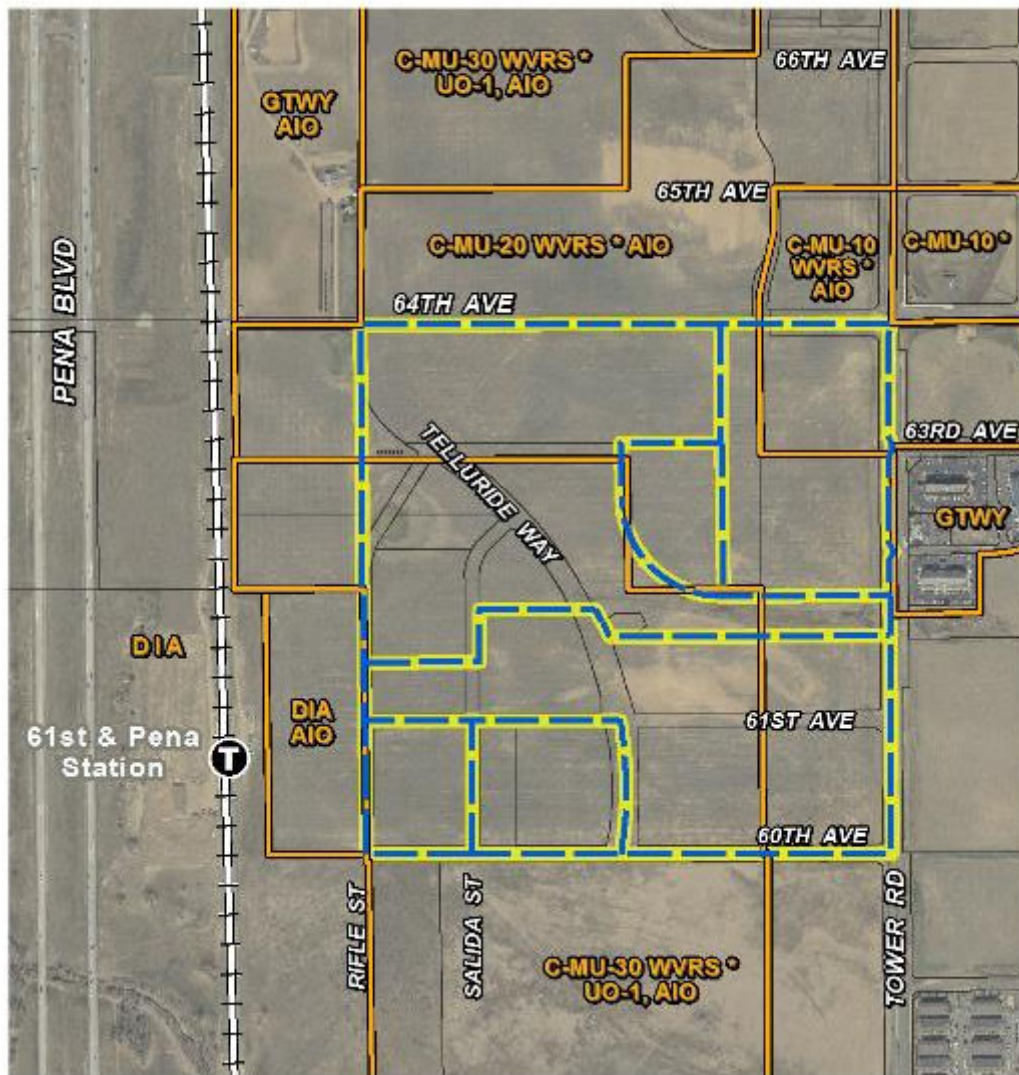 C-MU-30 WVRS *
UO-1, AIO
66TH AVE
GTWY
AIO
65TH AVE
PENA BLVD
C-MU-20 WVRS * AIO
C-MU-10
WVRS *
AIO
C-MU-10 *
64TH AVE
TELLURIDE WAY
63RD AVE
GTWY
DIA
DIA
AIO
61st & Pena
Station
T
61ST AVE
60TH AVE
RIFLE ST
SALIDA ST
TOWER RD
C-MU-30 WVRS *
UO-1, AIO